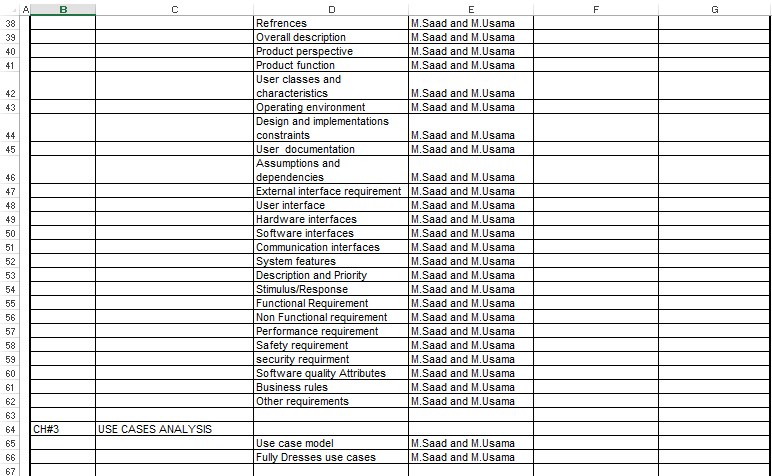 A B C D E F G
38 Refrences M.Saad and M.Usama
39 Overall description M.Saad and M.Usama
40 Product perspective M.Saad and M.Usama
41 Product function M.Saad and M.Usama
User classes and
42 characteristics M.Saad and M.Usama
43 Operating environment M.Saad and M.Usama
Design and implementations
44 constraints M.Saad and M.Usama
45 User documentation M.Saad and M.Usama
Assumptions and
46 dependencies M.Saad and M.Usama
47 External interface requirement M.Saad and M.Usama
48 User interface M.Saad and M.Usama
49 Hardware interfaces M.Saad and M.Usama
50 Software interfaces M.Saad and M.Usama
51 Communication interfaces M.Saad and M.Usama
52 System features M.Saad and M.Usama
53 Description and Priority M.Saad and M.Usama
54 Stimulus/Response M.Saad and M.Usama
55 Functional Requirement M.Saad and M.Usama
56 Non Functional requirement M.Saad and M.Usama
57 Performance requirement M.Saad and M.Usama
58 Safety requirement M.Saad and M.Usama
59 security requirment M.Saad and M.Usama
60 Software quality Attributes M.Saad and M.Usama
61 Business rules M.Saad and M.Usama
62 Other requirements M.Saad and M.Usama
63
64 CH#3 USE CASES ANALYSIS
65 Use case model M.Saad and M.Usama
66 Fully Dresses use cases M.Saad and M.Usama
67